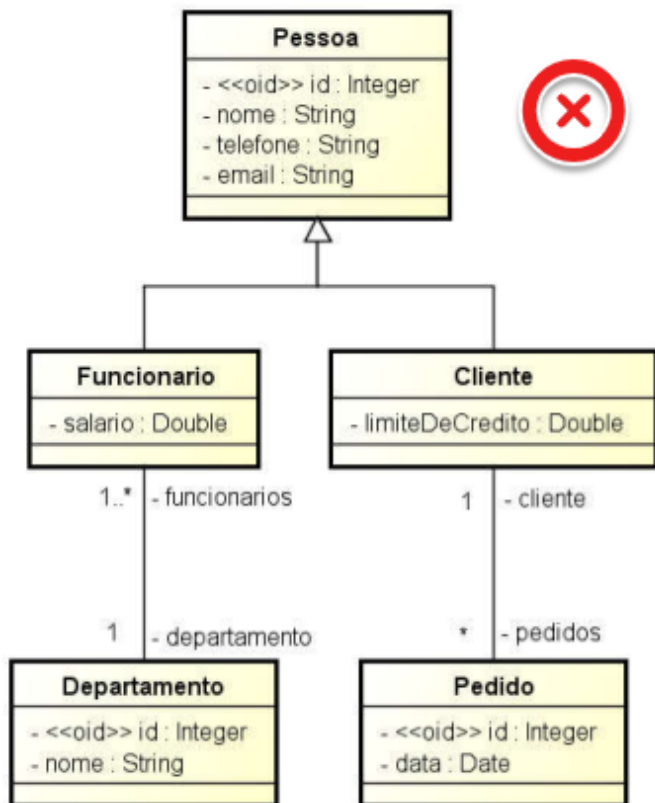 Pessoa
- <<oid>> id : Integer
- nome : String
- telefone : String
- email : String
Funcionario
- salario : Double
Cliente
- limiteDeCredito : Double
1..* - funcionarios
1 - cliente
1 - departamento
* - pedidos
Departamento
- <<oid>> id : Integer
- nome : String
Pedido
- <<oid>> id : Integer
- data : Date